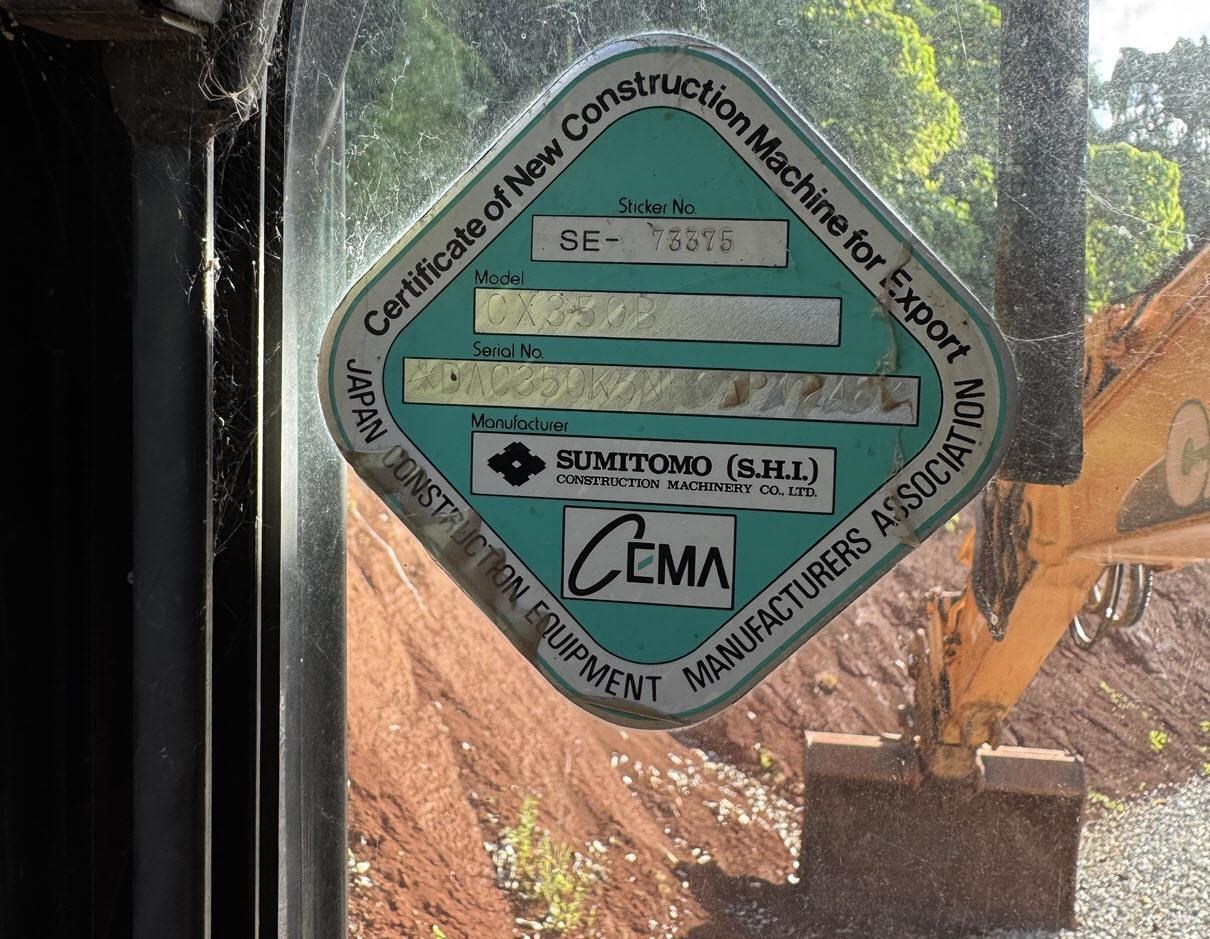 Certificate of New Construction Machine for Export
Sticker No.
SE- 73375
Model
CX350B
Serial No.
Manufacturer
SUMITOMO (S.H.I.)
CONSTRUCTION MACHINERY CO., LTD.
CEMA
JAPAN CONSTRUCTION EQUIPMENT MANUFACTURERS ASSOCIATION